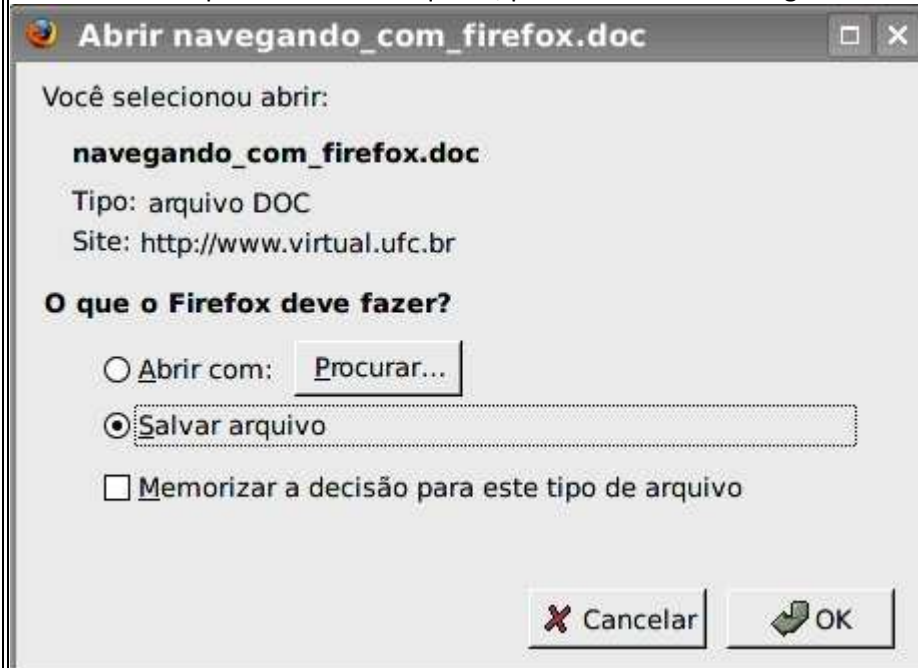 Abrir navegando_com_firefox.doc
Você selecionou abrir:
navegando_com_firefox.doc
Tipo: arquivo DOC
Site: http://www.virtual.ufc.br
O que o Firefox deve fazer?
Abrir com: Procurar...
Salvar arquivo
Memorizar a decisão para este tipo de arquivo
Cancelar OK